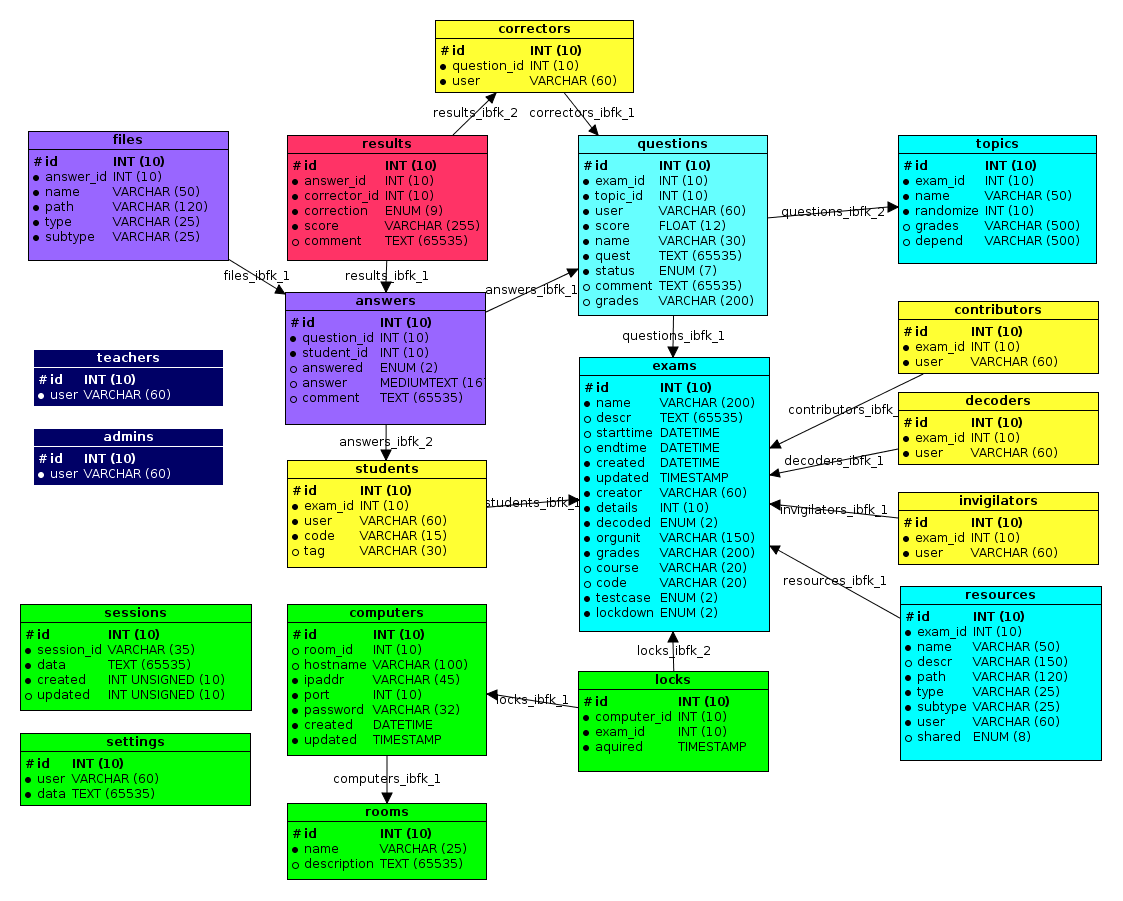 correctors
# id INT (10)
question_id INT (10)
user VARCHAR (60)
results_ibfk_2
correctors_ibfk_1
files
# id INT (10)
answer_id INT (10)
name VARCHAR (50)
path VARCHAR (120)
type VARCHAR (25)
subtype VARCHAR (25)
results
# id INT (10)
answer_id INT (10)
corrector_id INT (10)
correction ENUM (9)
score VARCHAR (255)
comment TEXT (65535)
questions
# id INT (10)
exam_id INT (10)
topic_id INT (10)
user VARCHAR (60)
score FLOAT (12)
name VARCHAR (30)
quest TEXT (65535)
status ENUM (7)
comment TEXT (65535)
grades VARCHAR (200)
questions_ibfk_2
topics
# id INT (10)
exam_id INT (10)
name VARCHAR (50)
randomize INT (10)
grades VARCHAR (500)
depend VARCHAR (500)
files_ibfk_1
results_ibfk_1
answers_ibfk_1
answers
# id INT (10)
question_id INT (10)
student_id INT (10)
answered ENUM (2)
answer MEDIUMTEXT (16
comment TEXT (65535)
questions_ibfk_1
contributors
# id INT (10)
exam_id INT (10)
user VARCHAR (60)
teachers
# id INT (10)
user VARCHAR (60)
exams
# id INT (10)
name VARCHAR (200)
descr TEXT (65535)
starttime DATETIME
endtime DATETIME
created DATETIME
updated TIMESTAMP
creator VARCHAR (60)
details INT (10)
decoded ENUM (2)
orgunit VARCHAR (150)
grades VARCHAR (200)
course VARCHAR (20)
code VARCHAR (20)
testcase ENUM (2)
lockdown ENUM (2)
contributors_ibfk_
decoders
# id INT (10)
exam_id INT (10)
user VARCHAR (60)
decoders_ibfk_1
admins
# id INT (10)
user VARCHAR (60)
answers_ibfk_2
students
# id INT (10)
exam_id INT (10)
user VARCHAR (60)
code VARCHAR (15)
tag VARCHAR (30)
students_ibfk_1
invigilators_ibfk_1
invigilators
# id INT (10)
exam_id INT (10)
user VARCHAR (60)
resources_ibfk_1
resources
# id INT (10)
exam_id INT (10)
name VARCHAR (50)
descr VARCHAR (150)
path VARCHAR (120)
type VARCHAR (25)
subtype VARCHAR (25)
user VARCHAR (60)
shared ENUM (8)
sessions
# id INT (10)
session_id VARCHAR (35)
data TEXT (65535)
created INT UNSIGNED (10)
updated INT UNSIGNED (10)
computers
# id INT (10)
room_id INT (10)
hostname VARCHAR (100)
ipaddr VARCHAR (45)
port INT (10)
password VARCHAR (32)
created DATETIME
updated TIMESTAMP
locks_ibfk_2
locks_ibfk_1
locks
# id INT (10)
computer_id INT (10)
exam_id INT (10)
aquired TIMESTAMP
settings
# id INT (10)
user VARCHAR (60)
data TEXT (65535)
computers_ibfk_1
rooms
# id INT (10)
name VARCHAR (25)
description TEXT (65535)